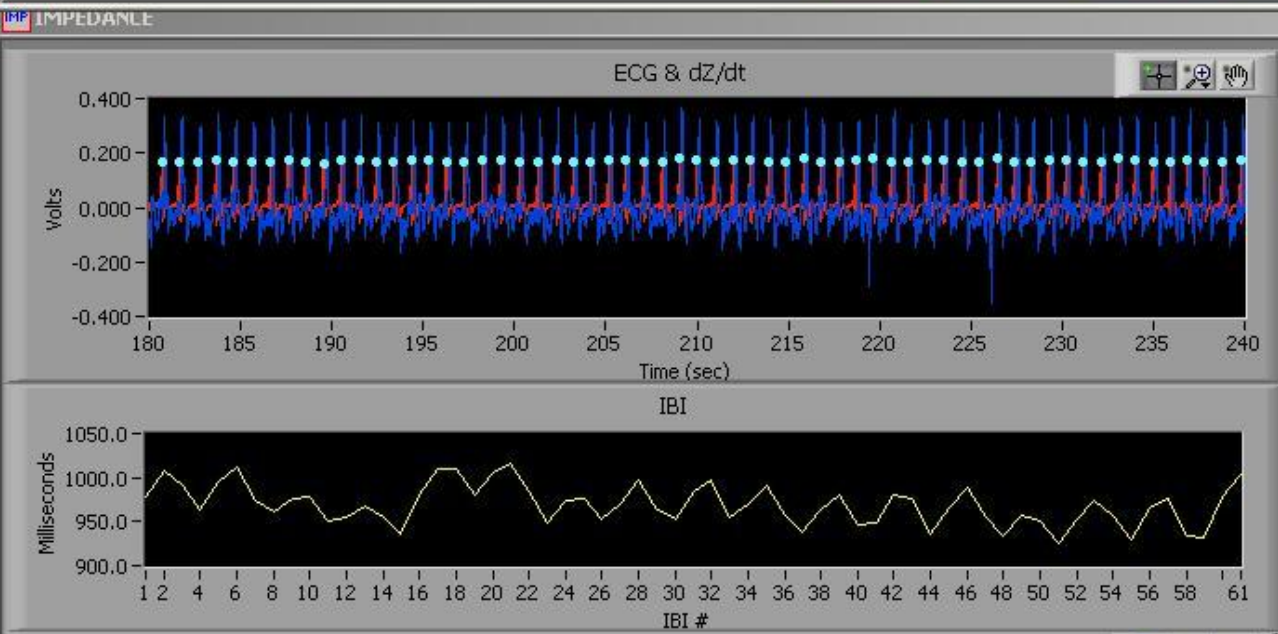 IMP IMPEDANCE
ECG & dZ/dt
0.400
0.200
0.000
-0.200
-0.400
Volts
180 185 190 195 200 205 210 215 220 225 230 235 240
Time (sec)
IBI
1050.0
1000.0
950.0
900.0
Milliseconds
1 2 4 6 8 10 12 14 16 18 20 22 24 26 28 30 32 34 36 38 40 42 44 46 48 50 52 54 56 58 61
IBI #